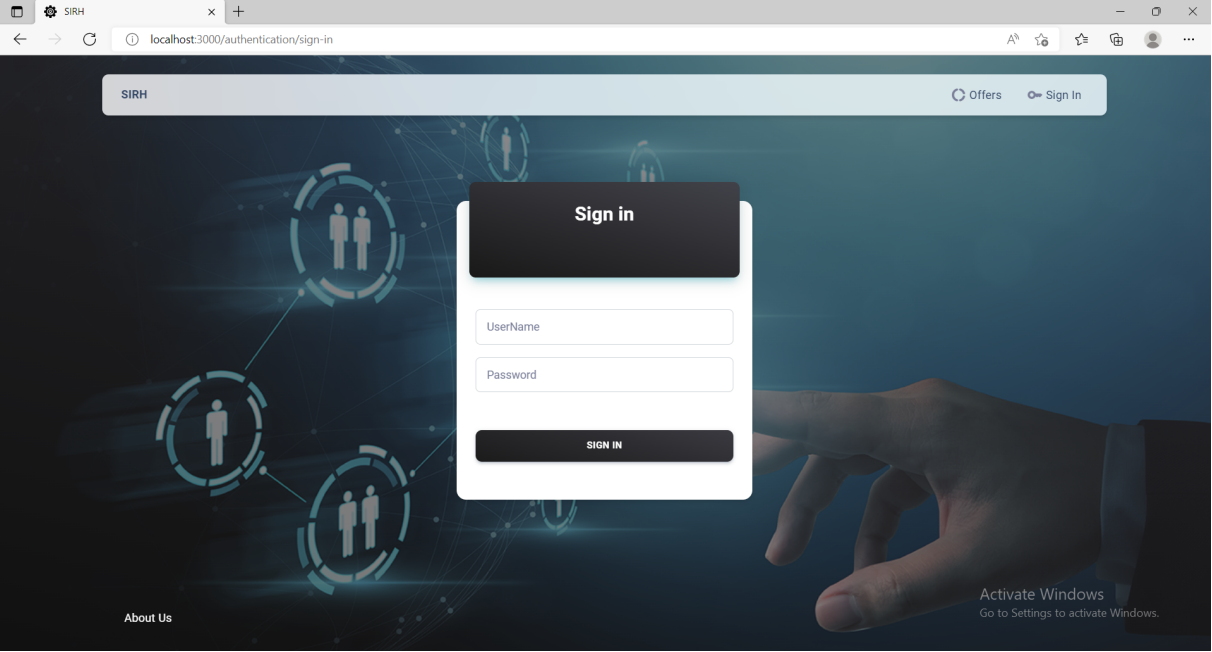 SIRH
localhost:3000/authentication/sign-in
SIRH
Offers
Sign In
Sign in
UserName
Password
SIGN IN
Activate Windows
Go to Settings to activate Windows.
About Us